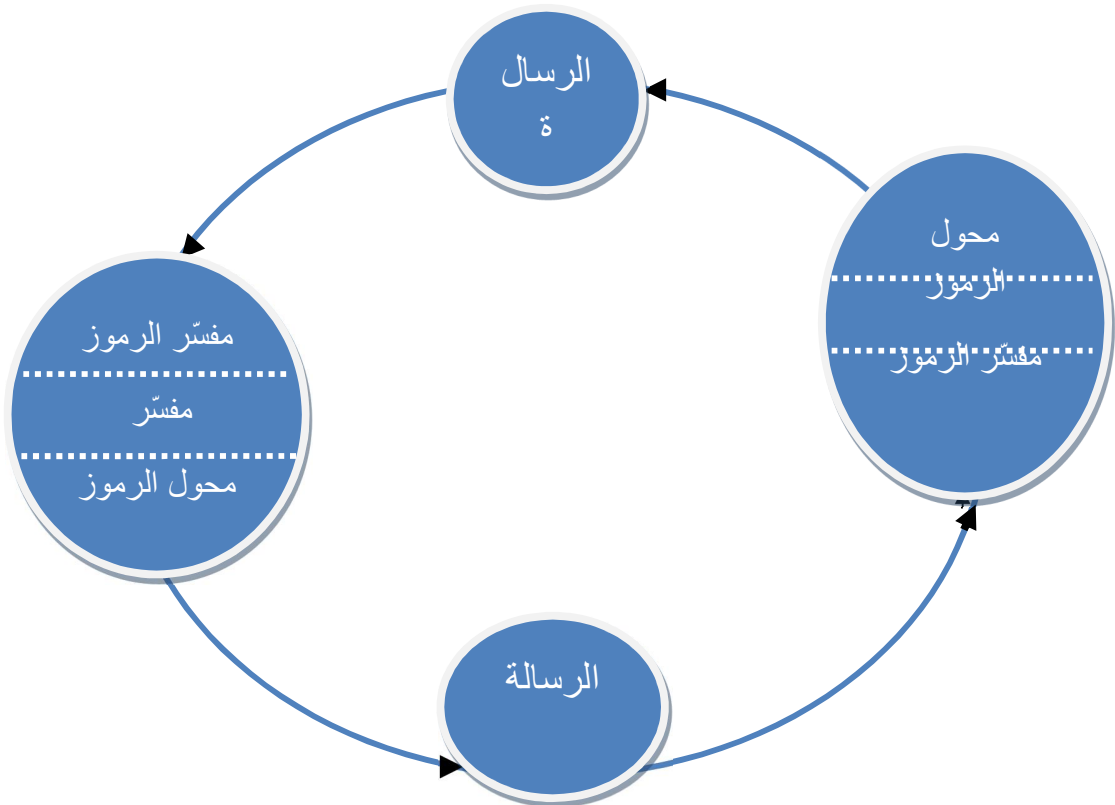 الرسال
ة
محول
الرموز
مفسّر الرموز
مفسّر الرموز
مفسّر
محول الرموز
الرسالة